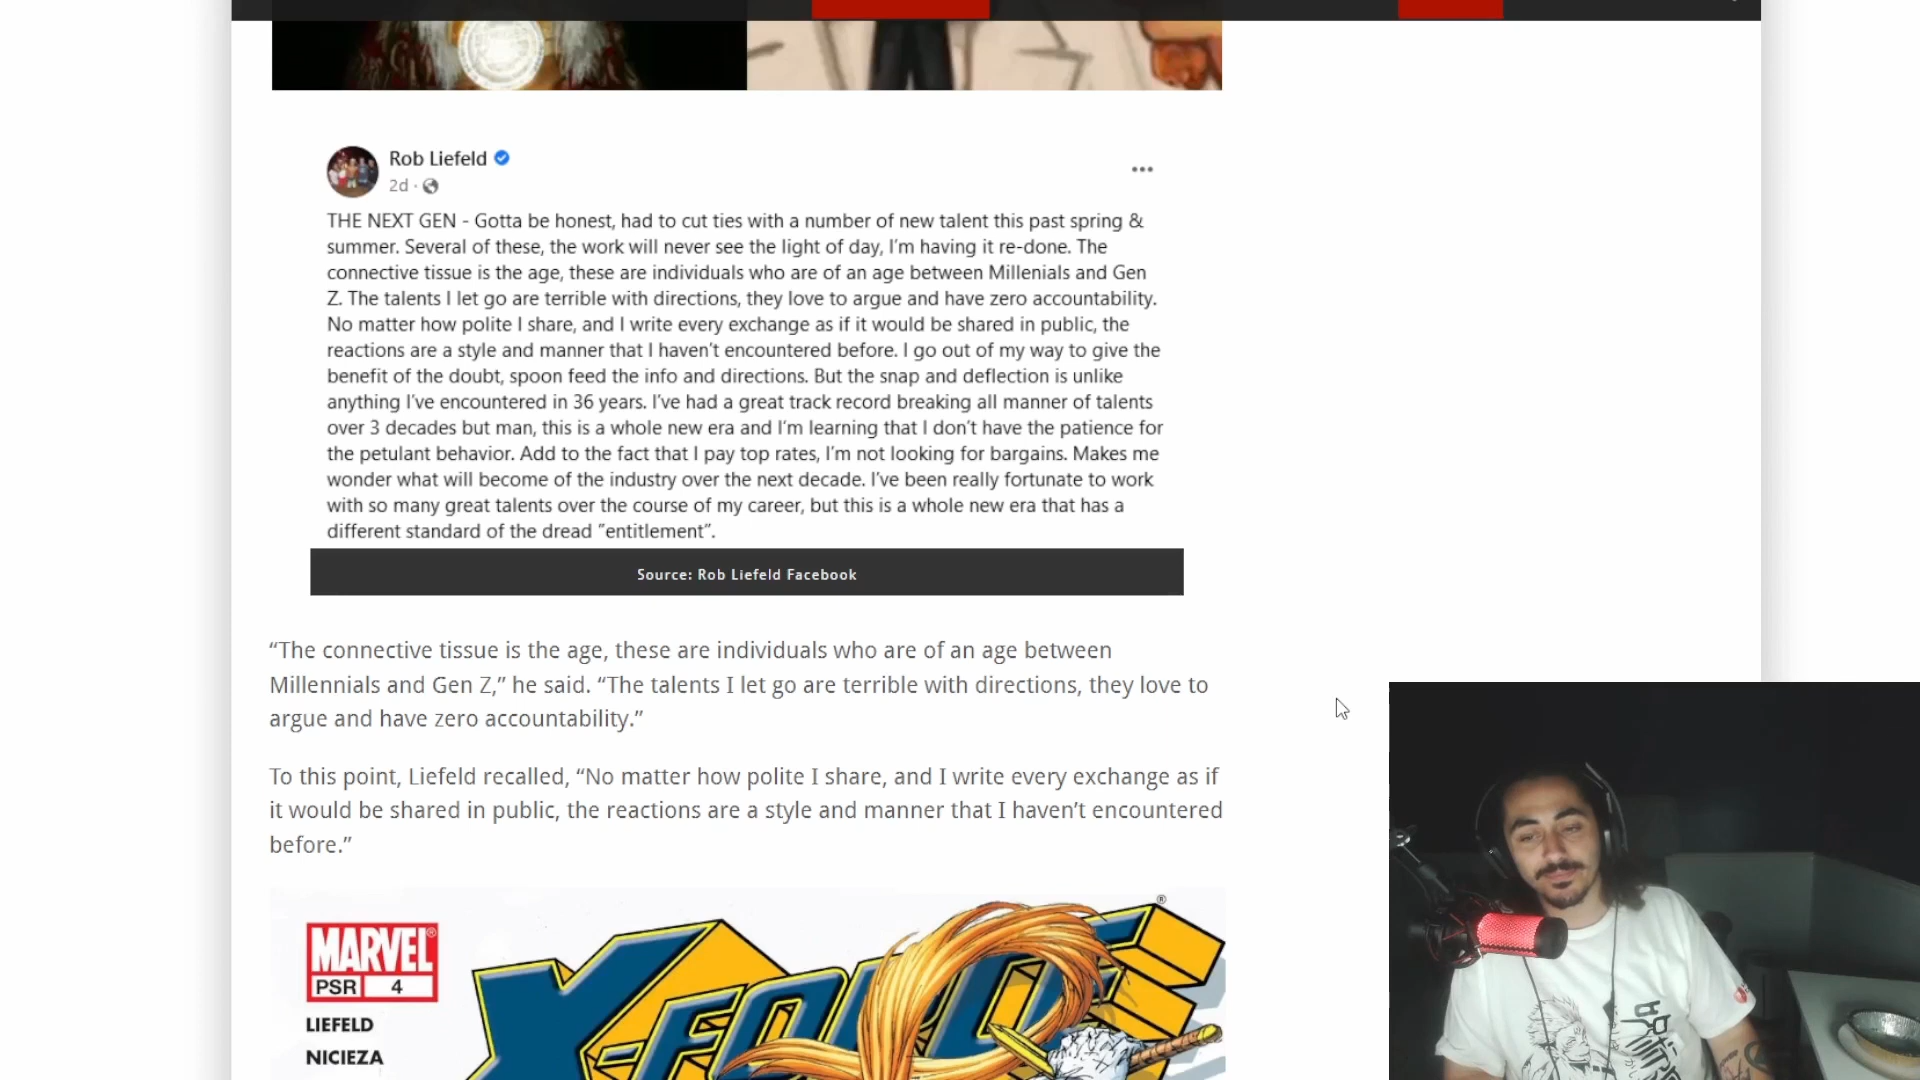 Rob Liefeld
2d ·
THE NEXT GEN - Gotta be honest, had to cut ties with a number of new talent this past spring &
summer. Several of these, the work will never see the light of day, I'm having it re-done. The
connective tissue is the age, these are individuals who are of an age between Millenials and Gen
Z. The talents I let go are terrible with directions, they love to argue and have zero accountability.
No matter how polite I share, and I write every exchange as if it would be shared in public, the
reactions are a style and manner that I haven't encountered before. I go out of my way to give the
benefit of the doubt, spoon feed the info and directions. But the snap and deflection is unlike
anything I've encountered in 36 years. I've had a great track record breaking all manner of talents
over 3 decades but man, this is a whole new era and I'm learning that I don't have the patience for
the petulant behavior. Add to the fact that I pay top rates, I'm not looking for bargains. Makes me
wonder what will become of the industry over the next decade. I've been really fortunate to work
with so many great talents over the course of my career, but this is a whole new era that has a
different standard of the dread "entitlement".
Source: Rob Liefeld Facebook
“The connective tissue is the age, these are individuals who are of an age between
Millennials and Gen Z,” he said. “The talents I let go are terrible with directions, they love to
argue and have zero accountability.”
To this point, Liefeld recalled, “No matter how polite I share, and I write every exchange as if
it would be shared in public, the reactions are a style and manner that I haven’t encountered
before.”
MARVEL®
PSR 4
LIEFELD
NICIEZA
X-FORCE
®